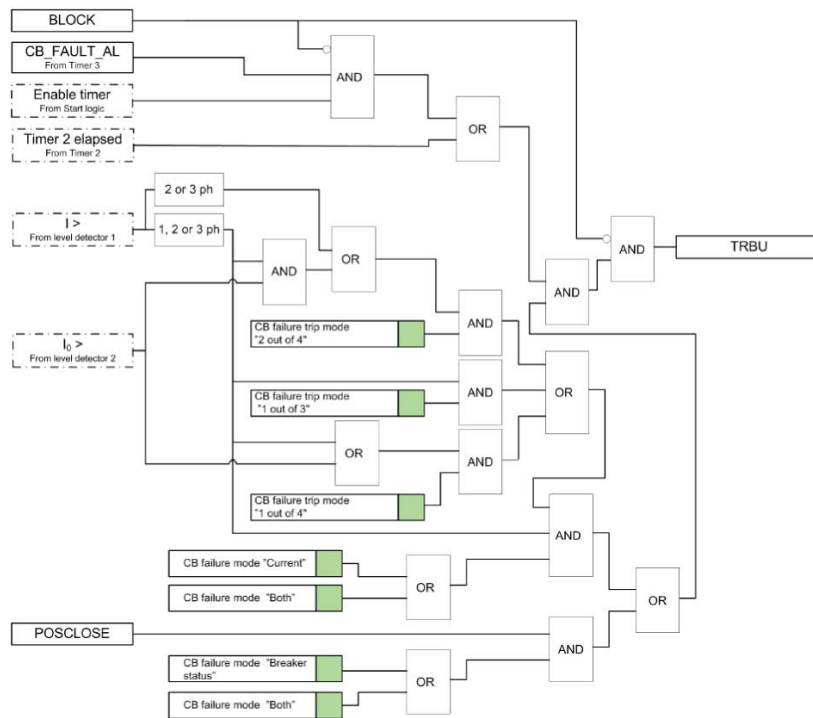 BLOCK
CB_FAULT_AL
From Timer 3
AND
Enable timer
From Start logic
OR
Timer 2 elapsed
From Timer 2
2 or 3 ph
I >
From level detector 1
1, 2 or 3 ph
OR
AND
AND
TRBU
AND
AND
CB failure trip mode
"2 out of 4"
I₀ >
From level detector 2
CB failure trip mode
"1 out of 3"
AND
OR
OR
AND
CB failure trip mode
"1 out of 4"
AND
CB failure mode "Current"
OR
CB failure mode "Both"
OR
POSCLOSE
AND
CB failure mode "Breaker
status"
OR
CB failure mode "Both"